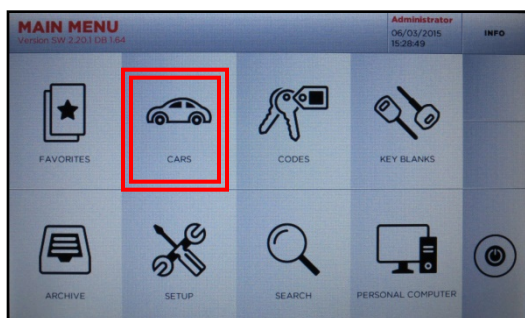 MAIN MENU
Version SW 2.20.1 DB 1.64
Administrator
06/03/2015
15:28:49
INFO
FAVORITES
CARS
CODES
KEY BLANKS
ARCHIVE
SETUP
SEARCH
PERSONAL COMPUTER